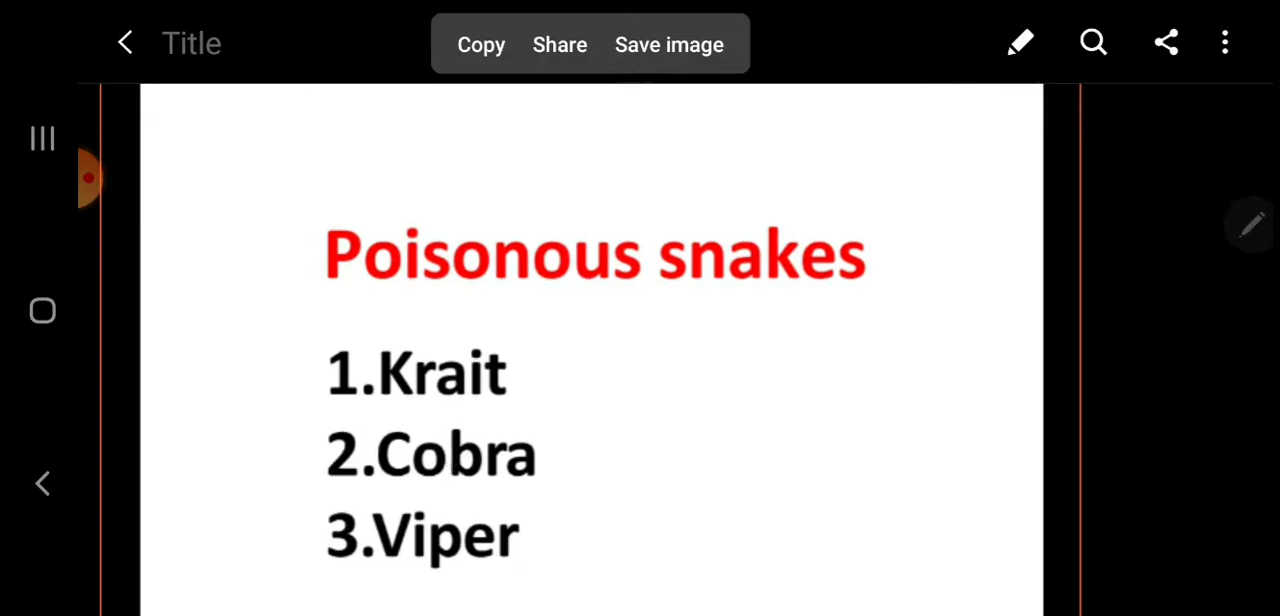 Title
Copy Share Save image
Poisonous snakes
1.Krait
2.Cobra
3.Viper